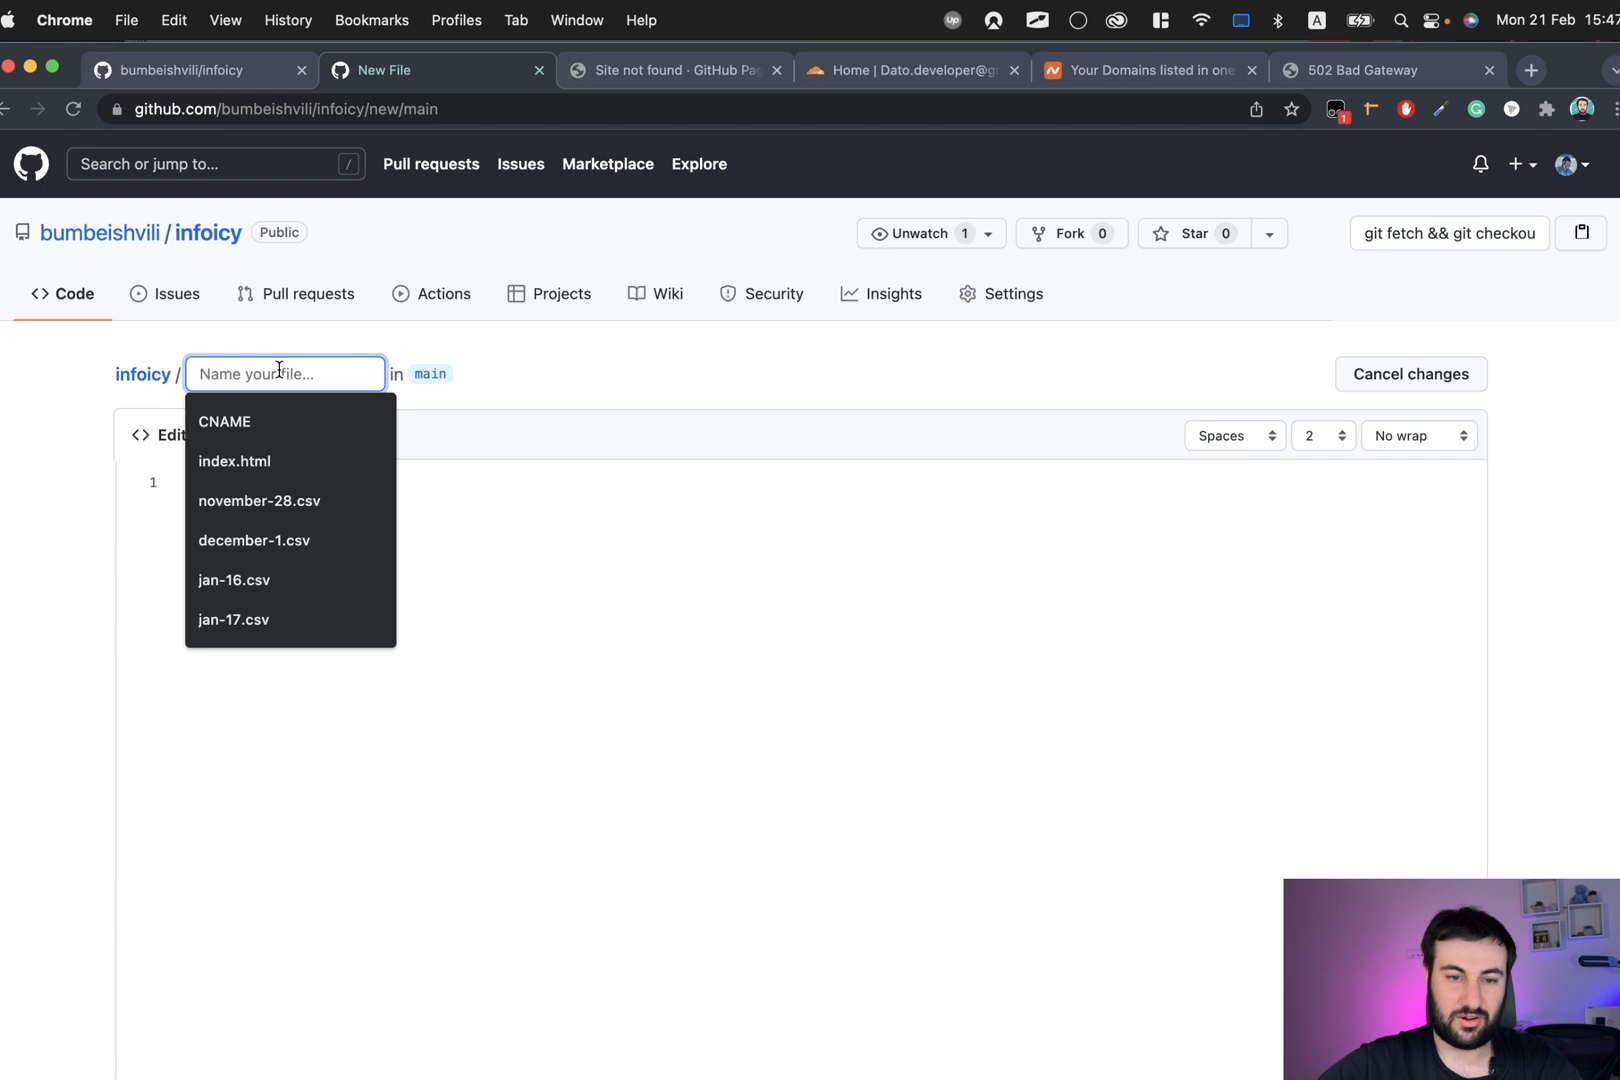 Chrome File Edit View History Bookmarks Profiles Tab Window Help Up A Mon 21 Feb 15:47
bumbeishvili/infoicy New File Site not found · GitHub Pag Home | Dato.developer@gr Your Domains listed in one 502 Bad Gateway
github.com/bumbeishvili/infoicy/new/main 1
Search or jump to... / Pull requests Issues Marketplace Explore
bumbeishvili / infoicy Public Unwatch 1 Fork 0 Star 0 git fetch && git checkou
Code Issues Pull requests Actions Projects Wiki Security Insights Settings
infoicy / Name your file... in main Cancel changes
CNAME
<> Edit Spaces 2 No wrap
index.html
1
november-28.csv
december-1.csv
jan-16.csv
jan-17.csv